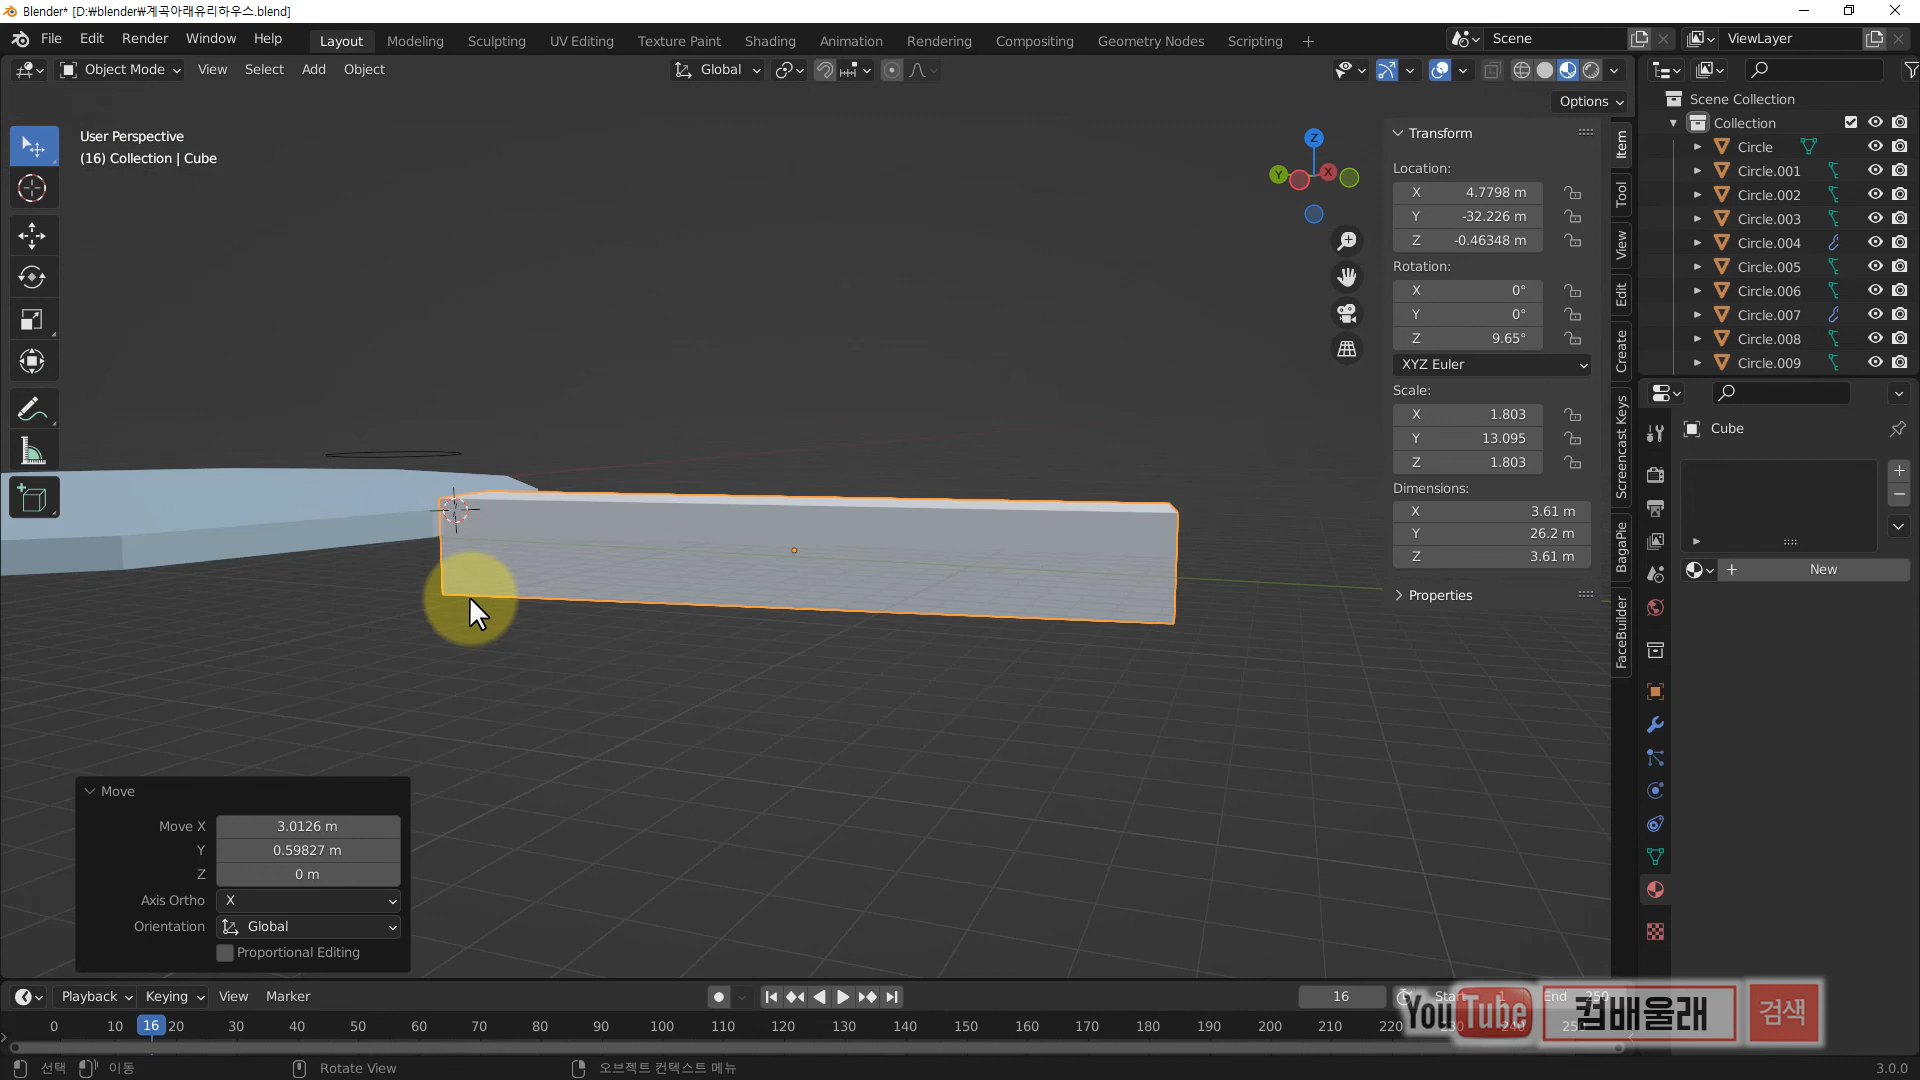 Blender* [D:\blender\계곡아래유리하우스.blend]
File Edit Render Window Help
Layout Modeling Sculpting UV Editing Texture Paint Shading Animation Rendering Compositing Geometry Nodes Scripting +
Scene
ViewLayer
Object Mode View Select Add Object
Global
Options
User Perspective
(16) Collection | Cube
Z
Y
X
Transform
Location:
X 4.7798 m
Y -32.226 m
Z -0.46348 m
Rotation:
X 0°
Y 0°
Z 9.65°
XYZ Euler
Scale:
X 1.803
Y 13.095
Z 1.803
Dimensions:
X 3.61 m
Y 26.2 m
Z 3.61 m
Properties
Item
Tool
View
Edit
Create
Screencast Keys
BagaPie
FaceBuilder
Scene Collection
Collection
Circle
Circle.001
Circle.002
Circle.003
Circle.004
Circle.005
Circle.006
Circle.007
Circle.008
Circle.009
Cube
+ New
Move
Move X 3.0126 m
Y 0.59827 m
Z 0 m
Axis Ortho X
Orientation Global
Proportional Editing
Playback Keying View Marker
16
Start 1
End 250
0 10 16 20 30 40 50 60 70 80 90 100 110 120 130 140 150 160 170 180 190 200 210 220 230 240 250
YouTube 컴배울래 검색
선택 이동 Rotate View 오브젝트 컨텍스트 메뉴
3.0.0